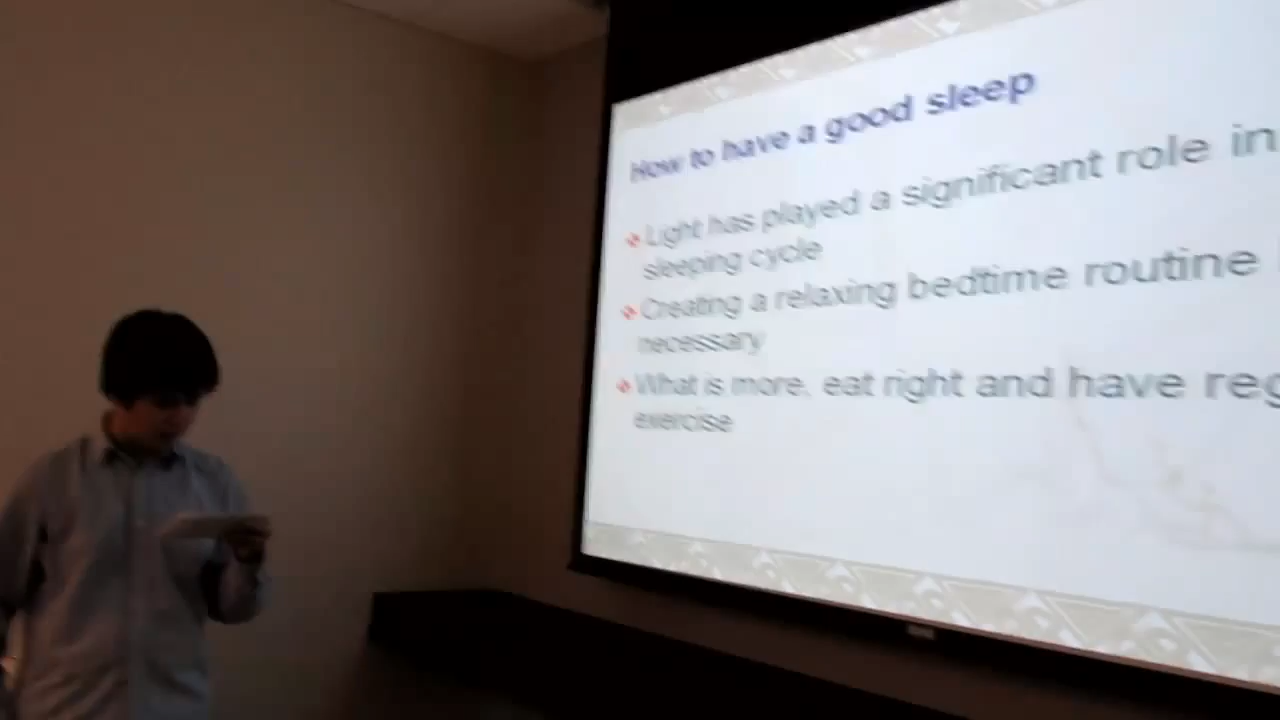 How to have a good sleep
Light has played a significant role in
sleeping cycle
Creating a relaxing bedtime routine
necessary
What is more, eat right and have reg
exercise